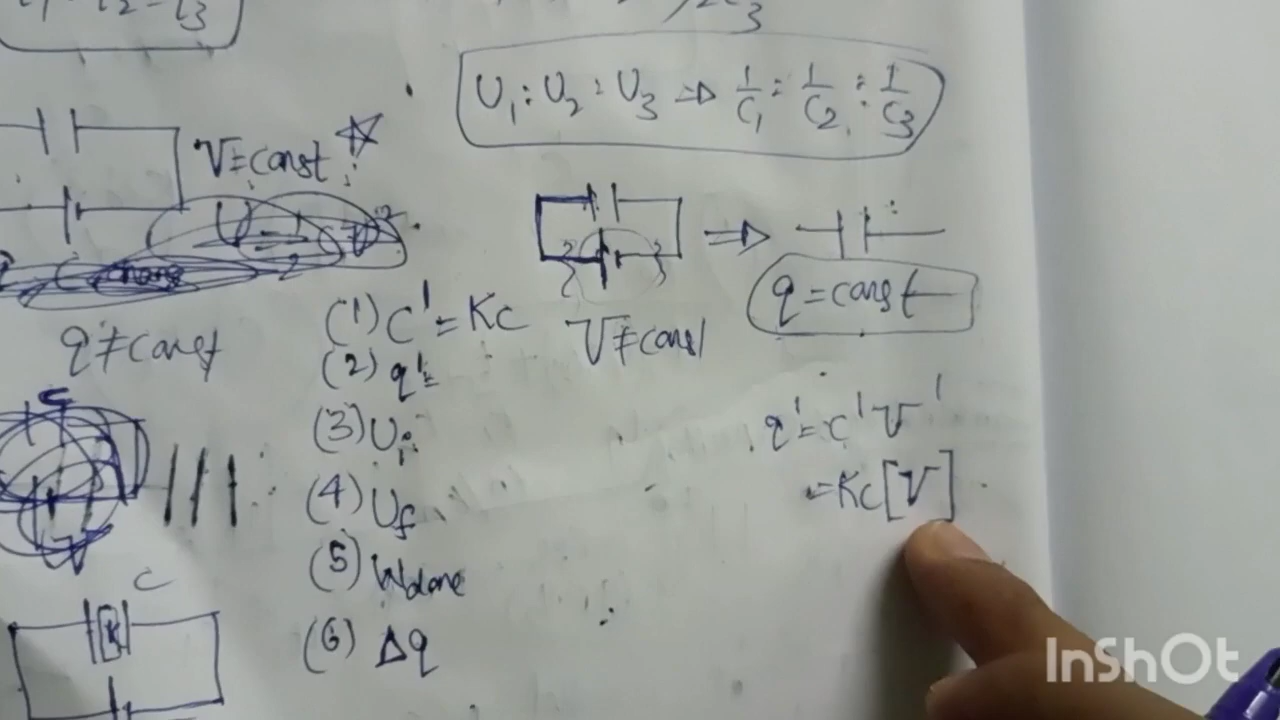 U₁ : U₂ : U₃ ⇒ 1/C₁ : 1/C₂ : 1/C₃
V = const
q ≠ const
(1) C' = KC
(2) q' =
(3) Uᵢ
(4) U_f
(5) Wdone
(6) Δq
V ≠ const
q = const
q' = C'V'
= KC[V]
C
K
InShOt